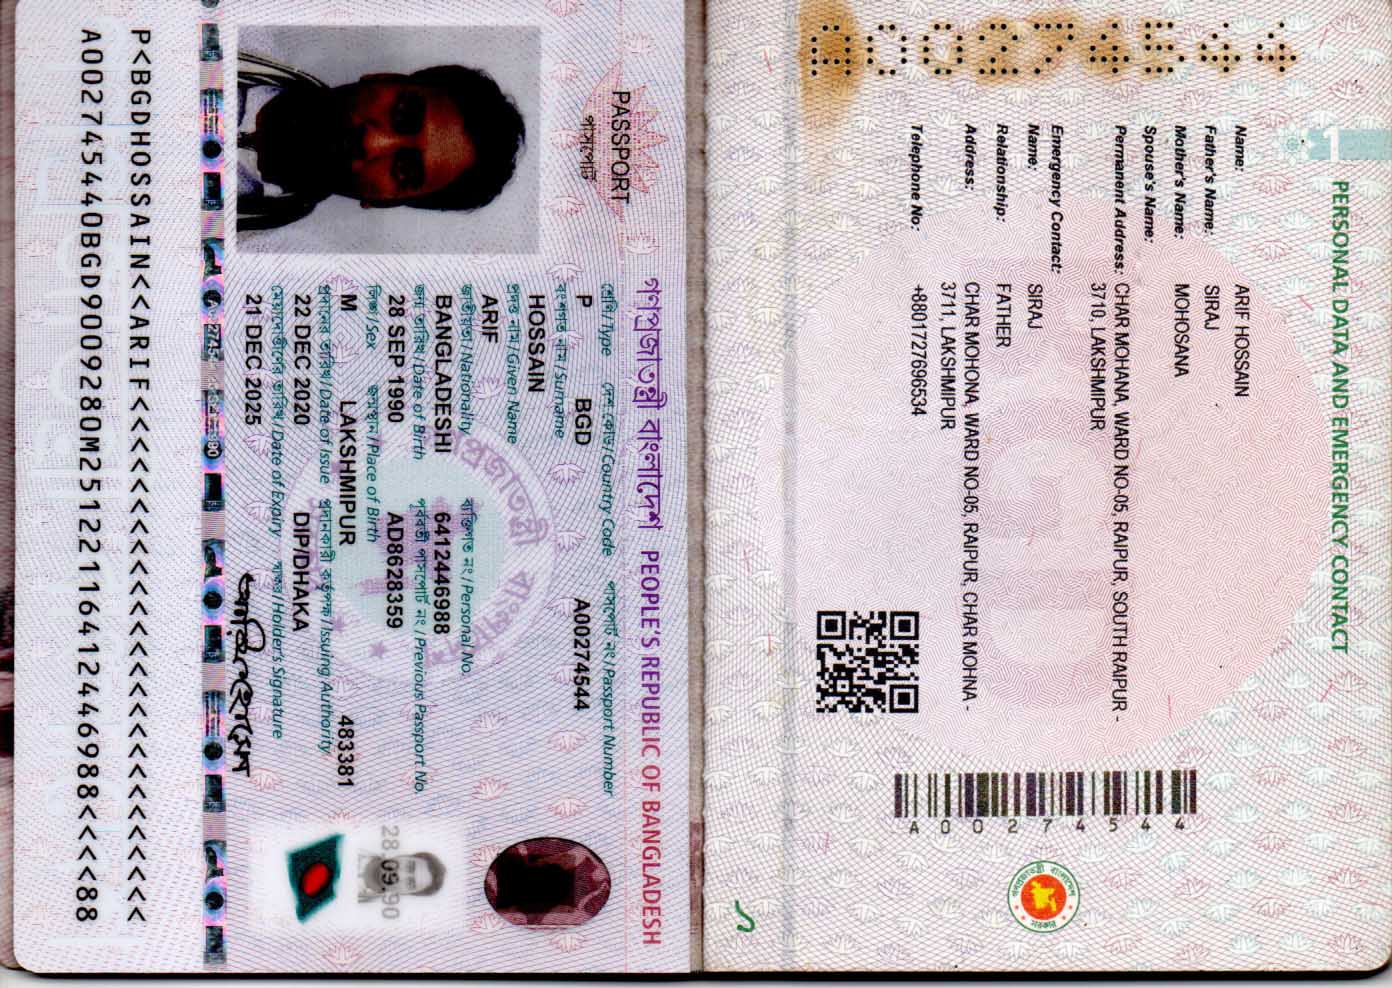 A00274544
1
PERSONAL DATA AND EMERGENCY CONTACT
Name: ARIF HOSSAIN
Father's Name: SIRAJ
Mother's Name: MOHOSANA
Spouse's Name:
Permanent Address: CHAR MOHANA, WARD NO-05, RAIPUR, SOUTH RAIPUR -
3710, LAKSHMIPUR
Emergency Contact:
Name: SIRAJ
Relationship: FATHER
Address: CHAR MOHONA, WARD NO-05, RAIPUR, CHAR MOHNA -
3711, LAKSHMIPUR
Telephone No: +8801727696534
A00274544
গণপ্রজাতন্ত্রী বাংলাদেশ PEOPLE'S REPUBLIC OF BANGLADESH
PASSPORT
পাসপোর্ট
শ্রেণি/Type দেশ কোড/Country Code পাসপোর্ট নং/Passport Number
P BGD A00274544
বংশগত নাম/Surname
HOSSAIN
প্রদত্ত নাম/Given Name
ARIF
জাতীয়তা/Nationality ব্যক্তিগত নং/Personal No.
BANGLADESHI 6412446988
জন্ম তারিখ/Date of Birth পূর্ববর্তী পাসপোর্ট নং/Previous Passport No.
28 SEP 1990 AD8628359
লিঙ্গ/Sex জন্মস্থান/Place of Birth
M LAKSHMIPUR 483381
প্রদানের তারিখ/Date of Issue প্রদানকারী কর্তৃপক্ষ/Issuing Authority
22 DEC 2020 DIP/DHAKA
মেয়াদোত্তীর্ণের তারিখ/Date of Expiry স্বাক্ষর/Holder's Signature
21 DEC 2025
28.09.90
P<BGDHOSSAIN<<ARIF<<<<<<<<<<<<<<<<<<<<<<<<<<
A002745440BGD9009280M25122116412446988<<<<88